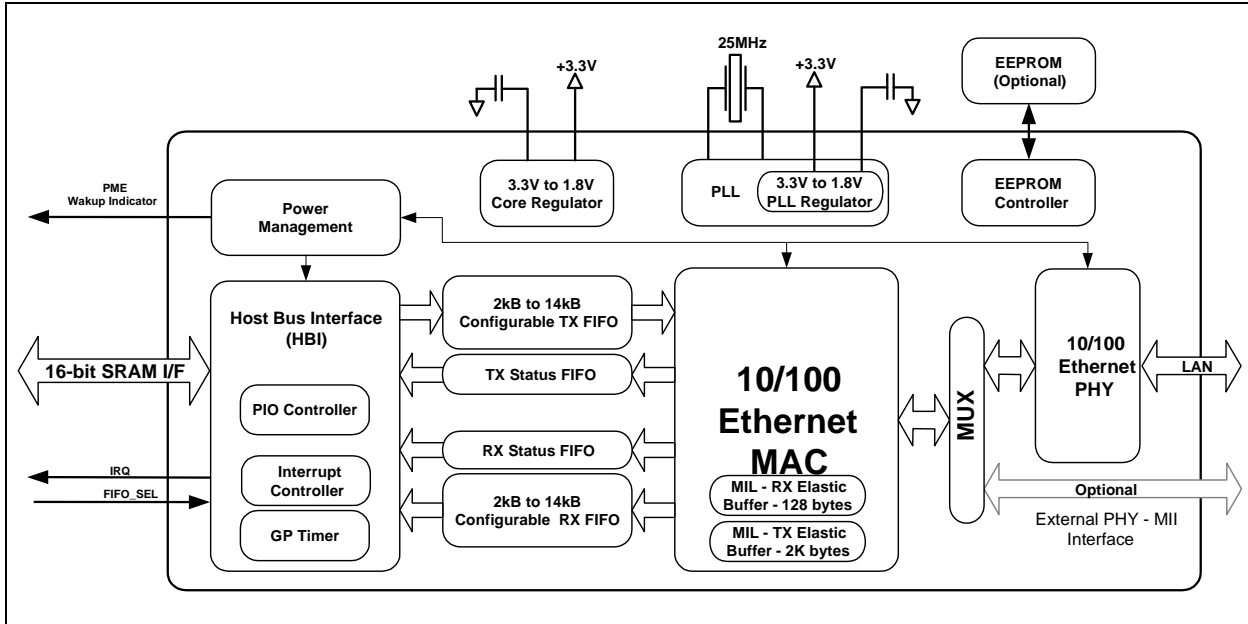 25MHz
+3.3V
+3.3V
EEPROM
(Optional)
3.3V to 1.8V
Core Regulator
PLL
3.3V to 1.8V
PLL Regulator
EEPROM
Controller
PME
Wakup Indicator
Power
Management
Host Bus Interface
(HBI)
2kB to 14kB
Configurable TX FIFO
10/100
Ethernet
MAC
10/100
Ethernet
PHY
16-bit SRAM I/F
TX Status FIFO
LAN
PIO Controller
MUX
RX Status FIFO
IRQ
Interrupt
Controller
FIFO_SEL
2kB to 14kB
Configurable RX FIFO
MIL - RX Elastic
Buffer - 128 bytes
Optional
External PHY - MII
Interface
GP Timer
MIL - TX Elastic
Buffer - 2K bytes